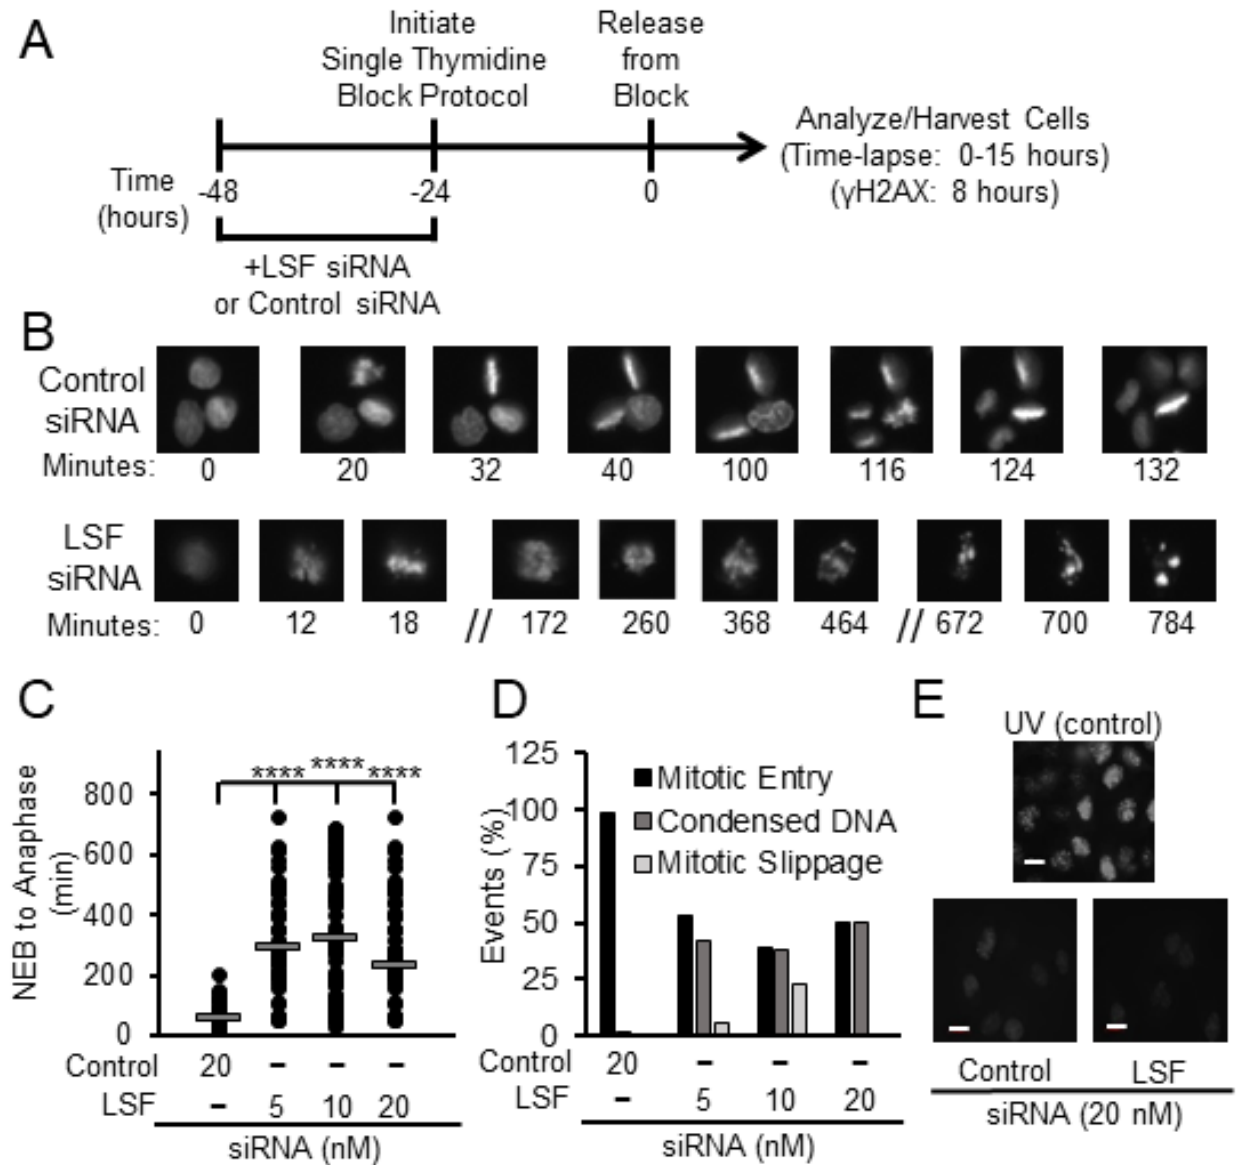 A
Initiate
Single Thymidine
Block Protocol
Release
from
Block
Analyze/Harvest Cells
(Time-lapse: 0-15 hours)
(γH2AX: 8 hours)
Time
(hours)
-48
-24
0
+LSF siRNA
or Control siRNA
B
Control
siRNA
Minutes: 0 20 32 40 100 116 124 132
LSF
siRNA
Minutes: 0 12 18 // 172 260 368 464 // 672 700 784
C
NEB to Anaphase
(min)
800
600
400
200
0
**** **** ****
Control 20 - - -
LSF - 5 10 20
siRNA (nM)
D
Events (%)
125
100
75
50
25
0
Mitotic Entry
Condensed DNA
Mitotic Slippage
Control 20 - - -
LSF - 5 10 20
siRNA (nM)
E
UV (control)
Control LSF
siRNA (20 nM)